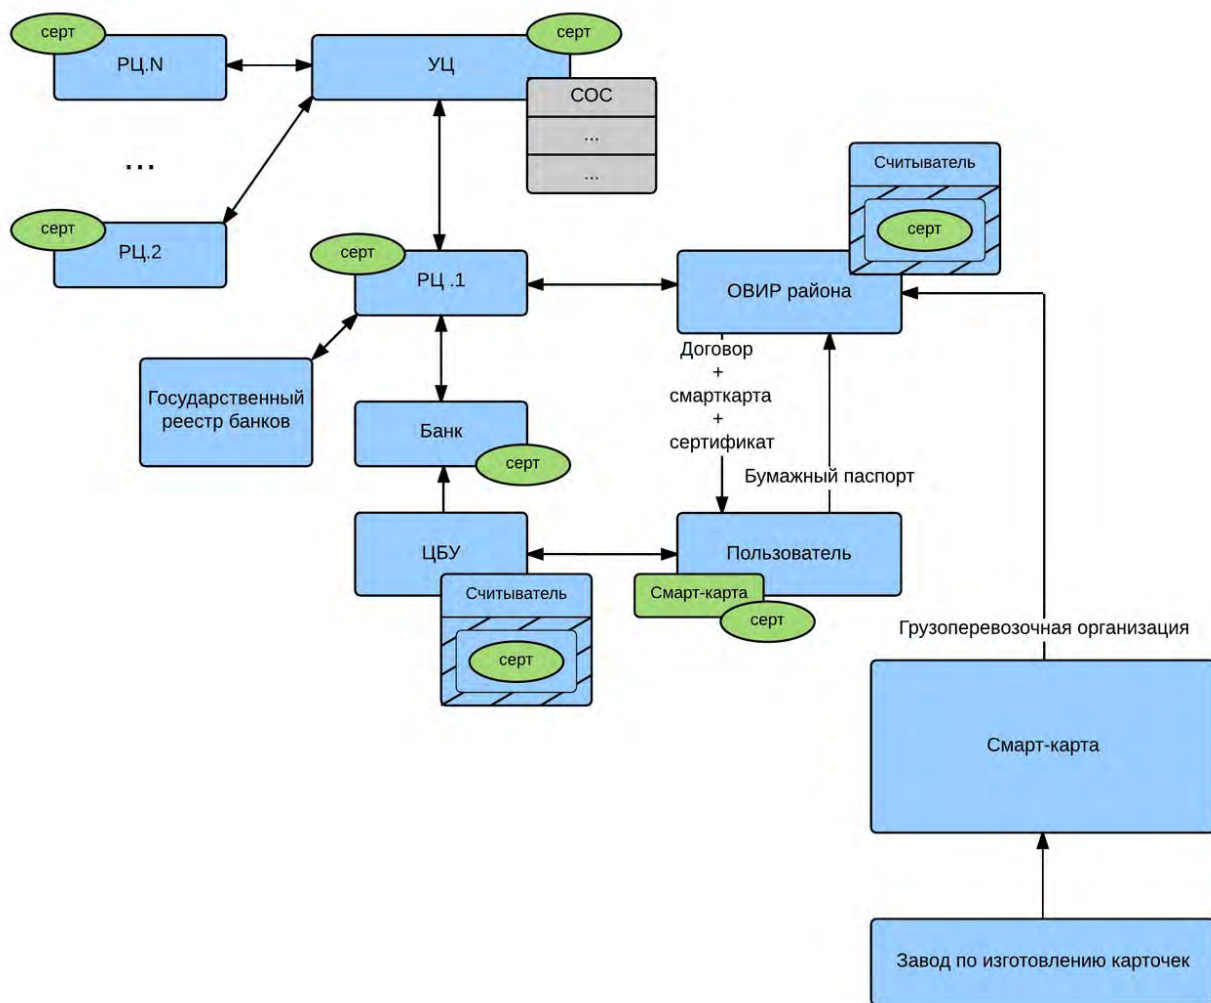 серт
РЦ.N
УЦ
серт
СОС
...
...
...
серт
РЦ.2
серт
РЦ .1
Считыватель
серт
ОВИР района
Государственный
реестр банков
Банк
серт
Договор
+
смарткарта
+
сертификат
Бумажный паспорт
ЦБУ
Считыватель
серт
Пользователь
Смарт-карта
серт
Грузоперевозочная организация
Смарт-карта
Завод по изготовлению карточек